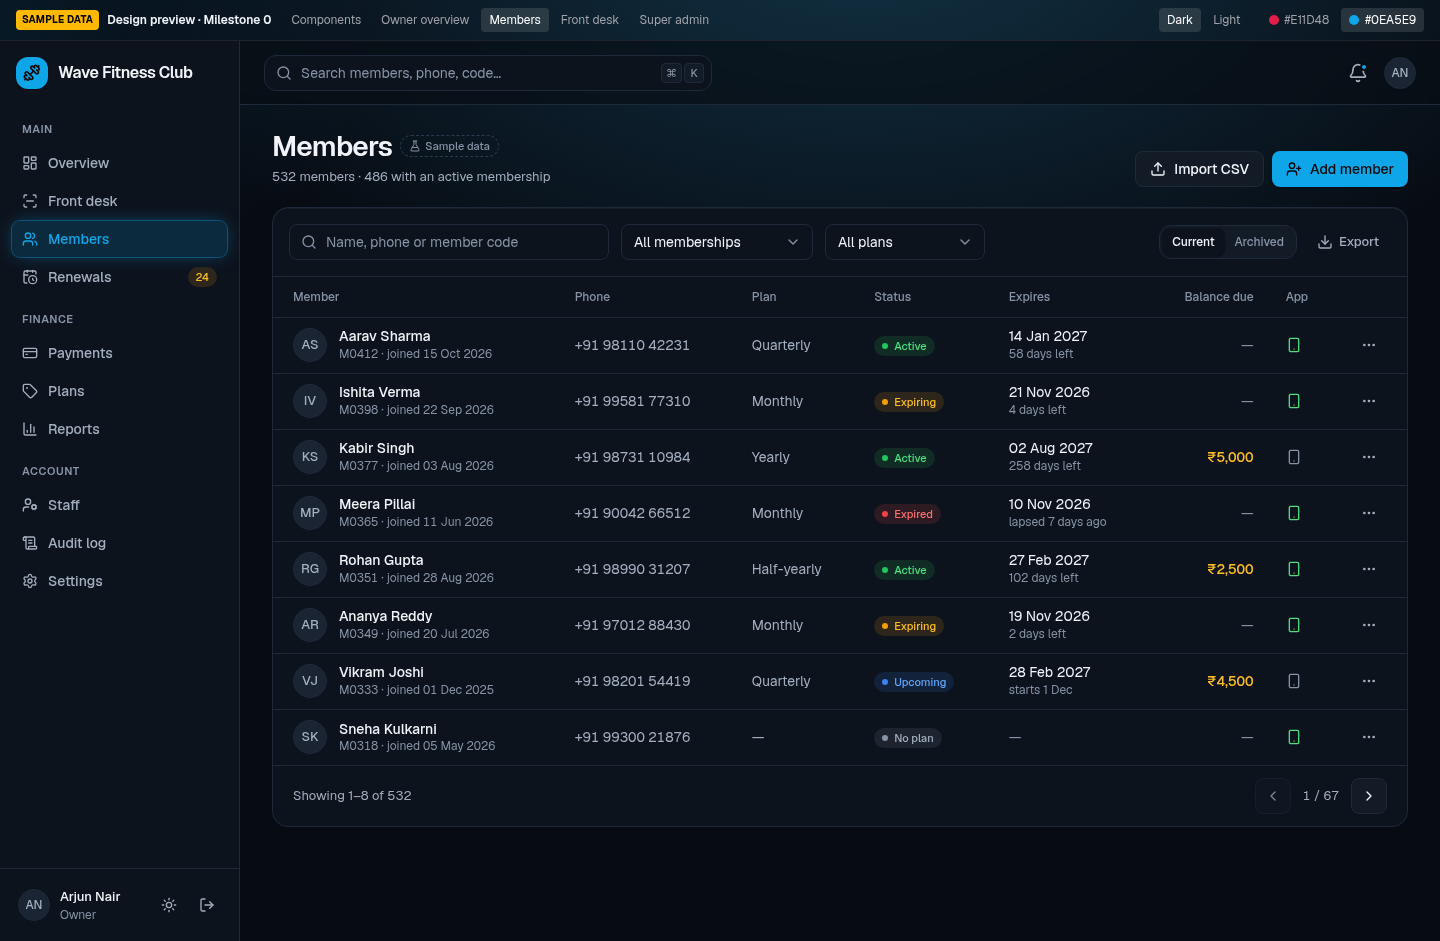 SAMPLE DATA Design preview · Milestone 0 Components Owner overview Members Front desk Super admin Dark Light #E11D48 #0EA5E9
Wave Fitness Club
Search members, phone, code... ⌘ K
AN
MAIN
Overview
Front desk
Members
Renewals 24
FINANCE
Payments
Plans
Reports
ACCOUNT
Staff
Audit log
Settings
AN Arjun Nair
Owner
Members Sample data
532 members · 486 with an active membership
Import CSV Add member
Name, phone or member code All memberships All plans Current Archived Export
Member Phone Plan Status Expires Balance due App
AS Aarav Sharma +91 98110 42231 Quarterly Active 14 Jan 2027 —
M0412 · joined 15 Oct 2026 58 days left
IV Ishita Verma +91 99581 77310 Monthly Expiring 21 Nov 2026 —
M0398 · joined 22 Sep 2026 4 days left
KS Kabir Singh +91 98731 10984 Yearly Active 02 Aug 2027 ₹5,000
M0377 · joined 03 Aug 2026 258 days left
MP Meera Pillai +91 90042 66512 Monthly Expired 10 Nov 2026 —
M0365 · joined 11 Jun 2026 lapsed 7 days ago
RG Rohan Gupta +91 98990 31207 Half-yearly Active 27 Feb 2027 ₹2,500
M0351 · joined 28 Aug 2026 102 days left
AR Ananya Reddy +91 97012 88430 Monthly Expiring 19 Nov 2026 —
M0349 · joined 20 Jul 2026 2 days left
VJ Vikram Joshi +91 98201 54419 Quarterly Upcoming 28 Feb 2027 ₹4,500
M0333 · joined 01 Dec 2025 starts 1 Dec
SK Sneha Kulkarni +91 99300 21876 — No plan — —
M0318 · joined 05 May 2026
Showing 1–8 of 532 1 / 67